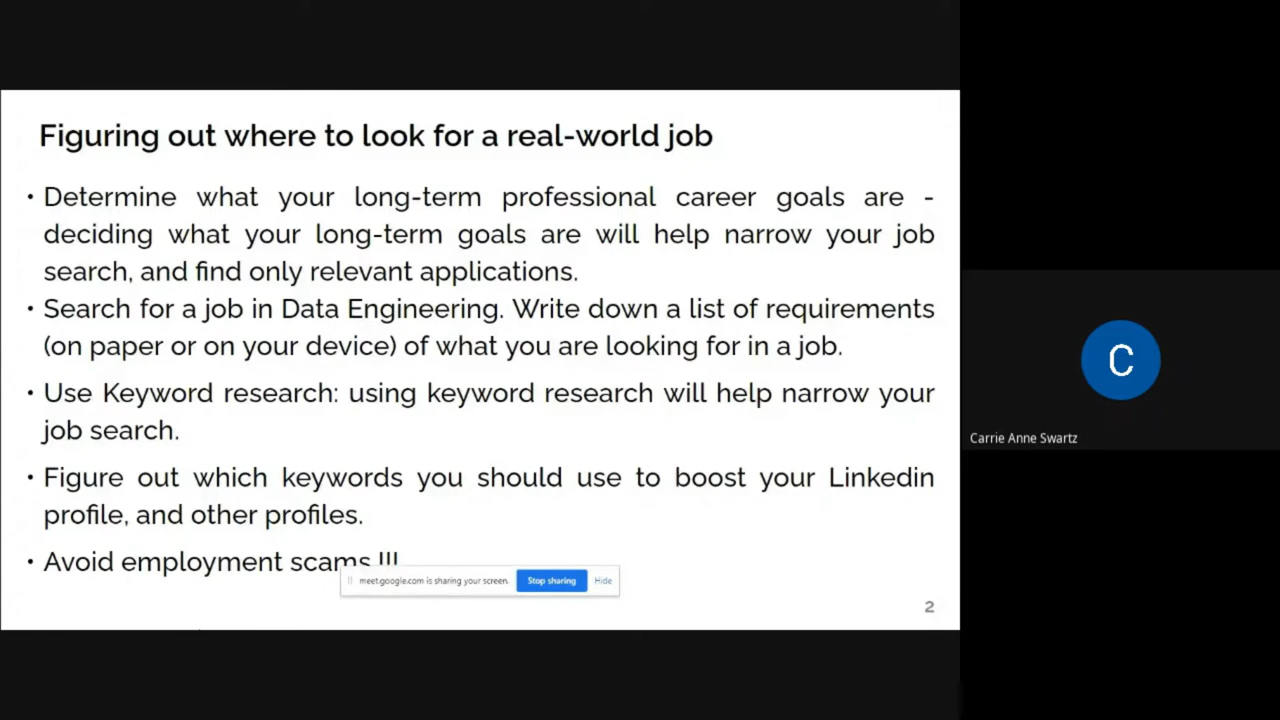 Figuring out where to look for a real-world job
• Determine what your long-term professional career goals are -
deciding what your long-term goals are will help narrow your job
search, and find only relevant applications.
• Search for a job in Data Engineering. Write down a list of requirements
(on paper or on your device) of what you are looking for in a job.
• Use Keyword research: using keyword research will help narrow your
job search.
• Figure out which keywords you should use to boost your Linkedin
profile, and other profiles.
• Avoid employment scams !!!
meet.google.com is sharing your screen. Stop sharing Hide
2
C
Carrie Anne Swartz